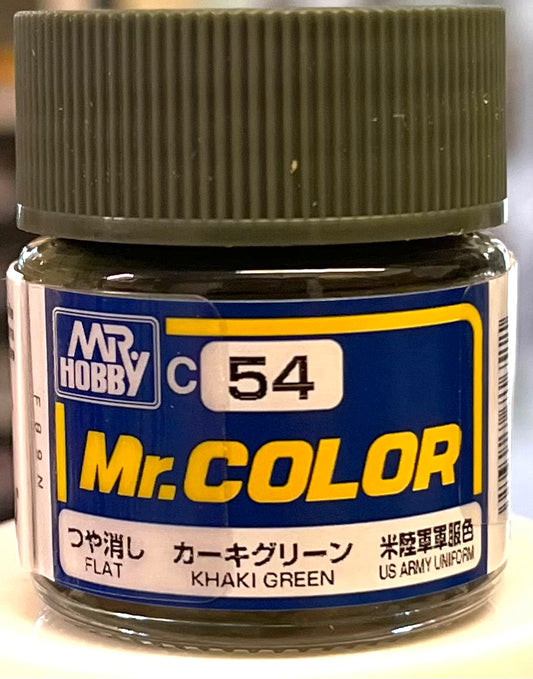 MR.
HOBBY
C 54
Mr.COLOR
つや消し カーキグリーン 米陸軍軍服色
FLAT KHAKI GREEN US ARMY UNIFORM